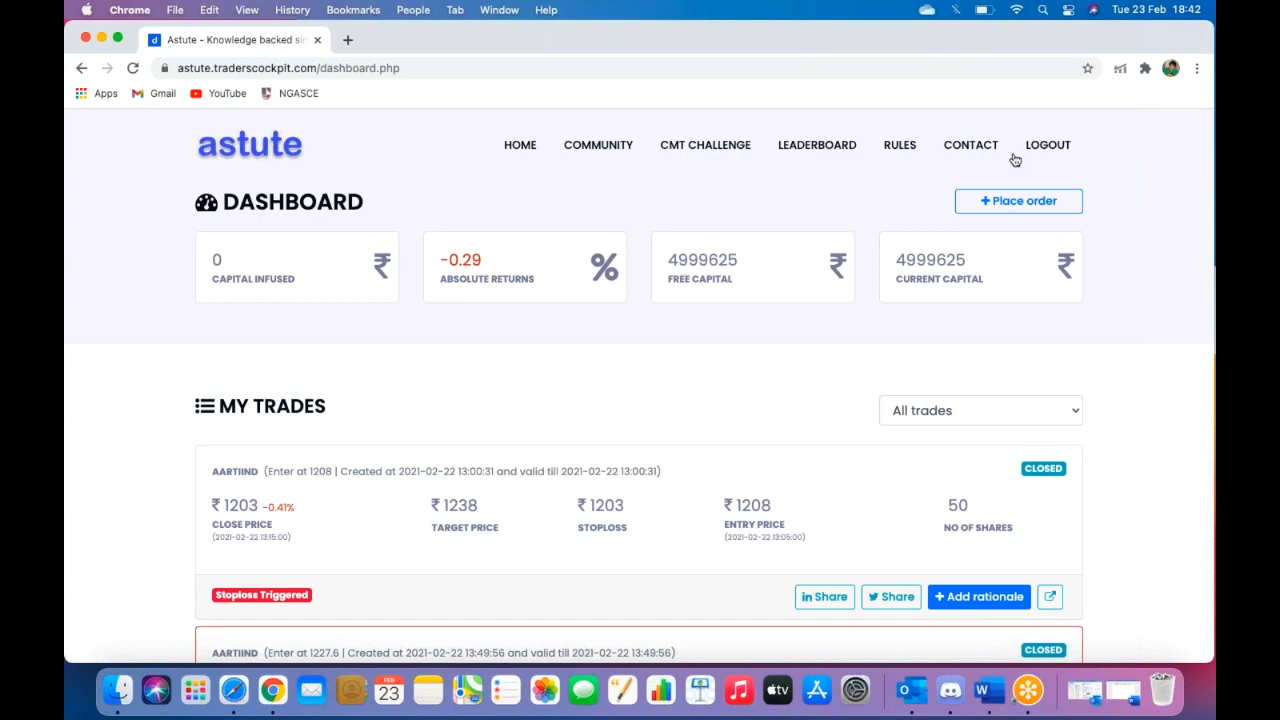 Chrome File Edit View History Bookmarks People Tab Window Help Tue 23 Feb 18:42
Astute - Knowledge backed sin
astute.traderscockpit.com/dashboard.php
Apps Gmail YouTube NGASCE
astute HOME COMMUNITY CMT CHALLENGE LEADERBOARD RULES CONTACT LOGOUT
DASHBOARD + Place order
0 ₹ -0.29 % 4999625 ₹ 4999625 ₹
CAPITAL INFUSED ABSOLUTE RETURNS FREE CAPITAL CURRENT CAPITAL
MY TRADES All trades
AARTIIND (Enter at 1208 | Created at 2021-02-22 13:00:31 and valid till 2021-02-22 13:00:31) CLOSED
₹ 1203 -0.41% ₹ 1238 ₹ 1203 ₹ 1208 50
CLOSE PRICE TARGET PRICE STOPLOSS ENTRY PRICE NO OF SHARES
(2021-02-22 13:15:00) (2021-02-22 13:05:00)
Stoploss Triggered in Share Share + Add rationale
AARTIIND (Enter at 1227.6 | Created at 2021-02-22 13:49:56 and valid till 2021-02-22 13:49:56) CLOSED
FEB
23 tv W